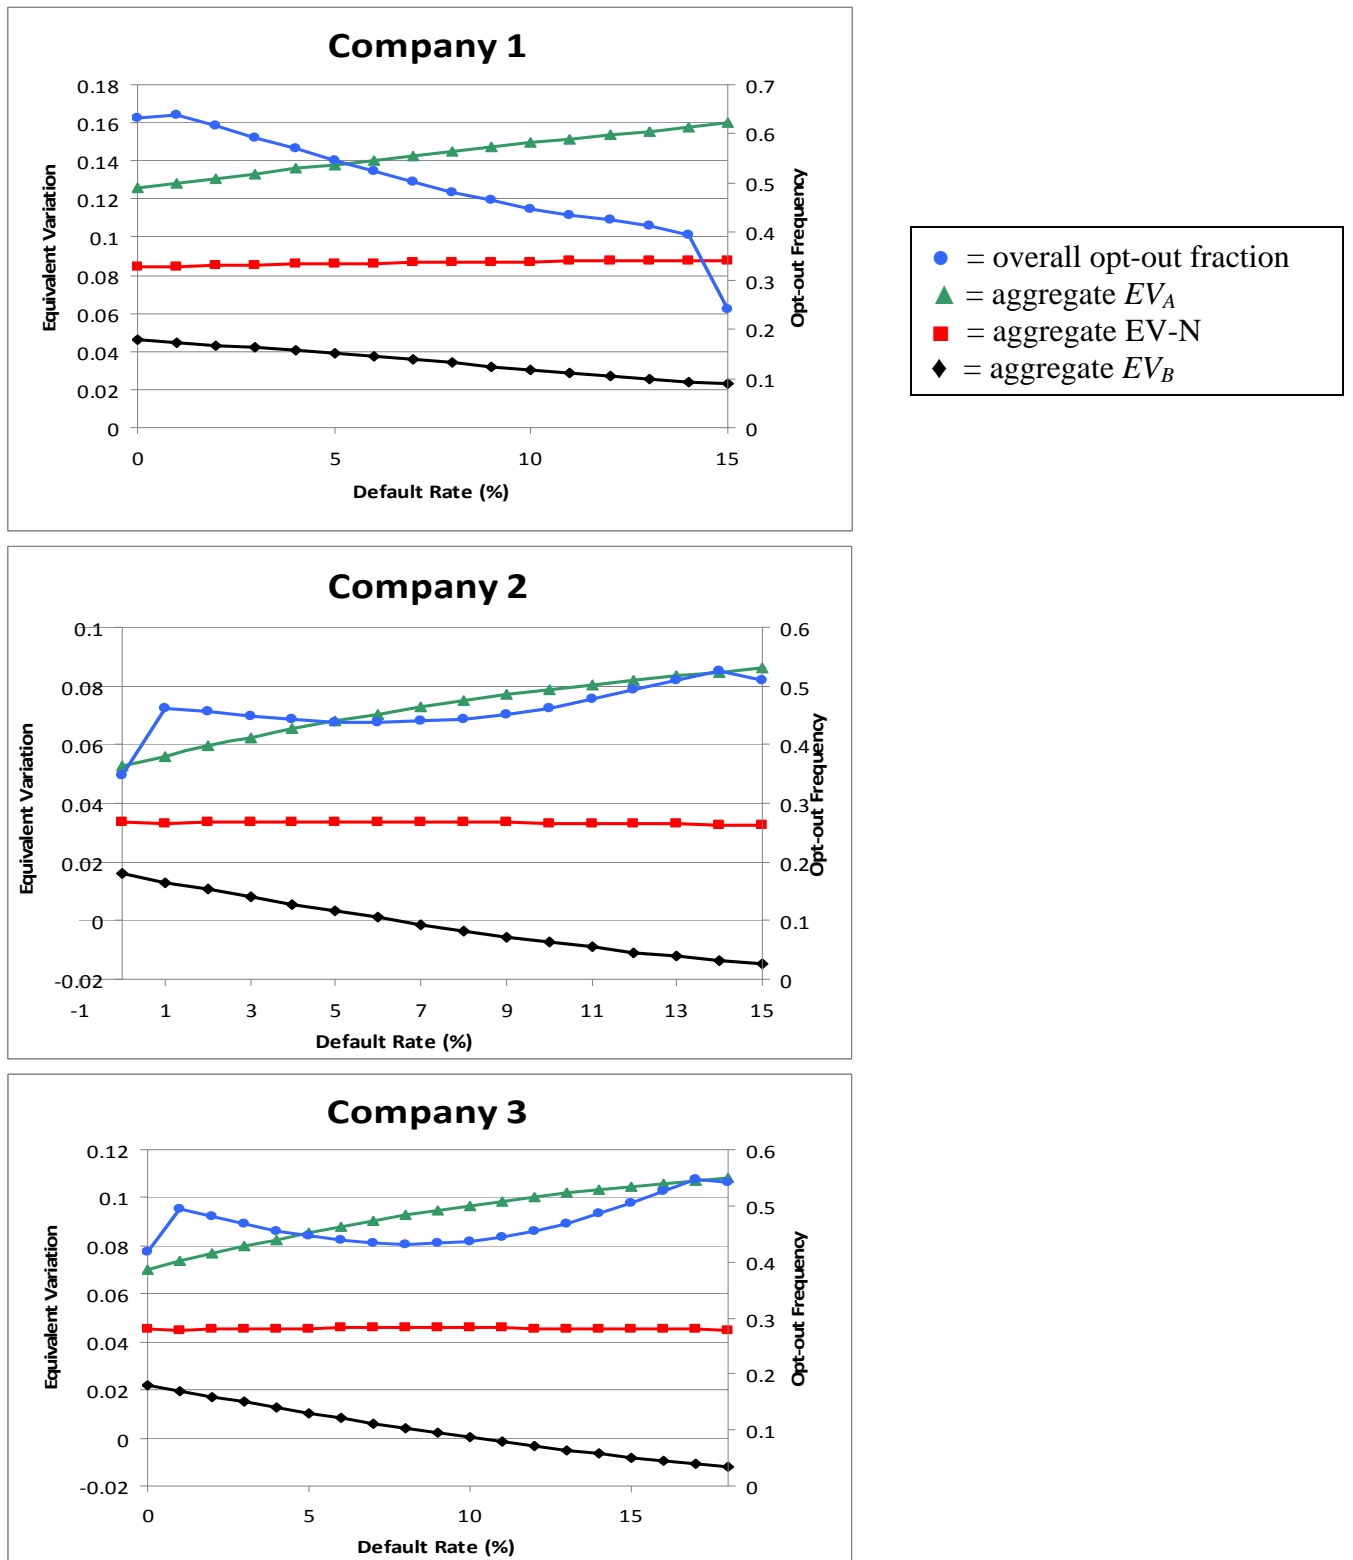 Company 1
0.18
0.16
0.14
0.12
0.1
0.08
0.06
0.04
0.02
0
Equivalent Variation
0.7
0.6
0.5
0.4
0.3
0.2
0.1
0
Opt-out Frequency
0 5 10 15
Default Rate (%)
= overall opt-out fraction
= aggregate EV_A
= aggregate EV-N
= aggregate EV_B
Company 2
0.1
0.08
0.06
0.04
0.02
0
-0.02
Equivalent Variation
0.6
0.5
0.4
0.3
0.2
0.1
0
Opt-out Frequency
-1 1 3 5 7 9 11 13 15
Default Rate (%)
Company 3
0.12
0.1
0.08
0.06
0.04
0.02
0
-0.02
Equivalent Variation
0.6
0.5
0.4
0.3
0.2
0.1
0
Opt-out Frequency
0 5 10 15
Default Rate (%)